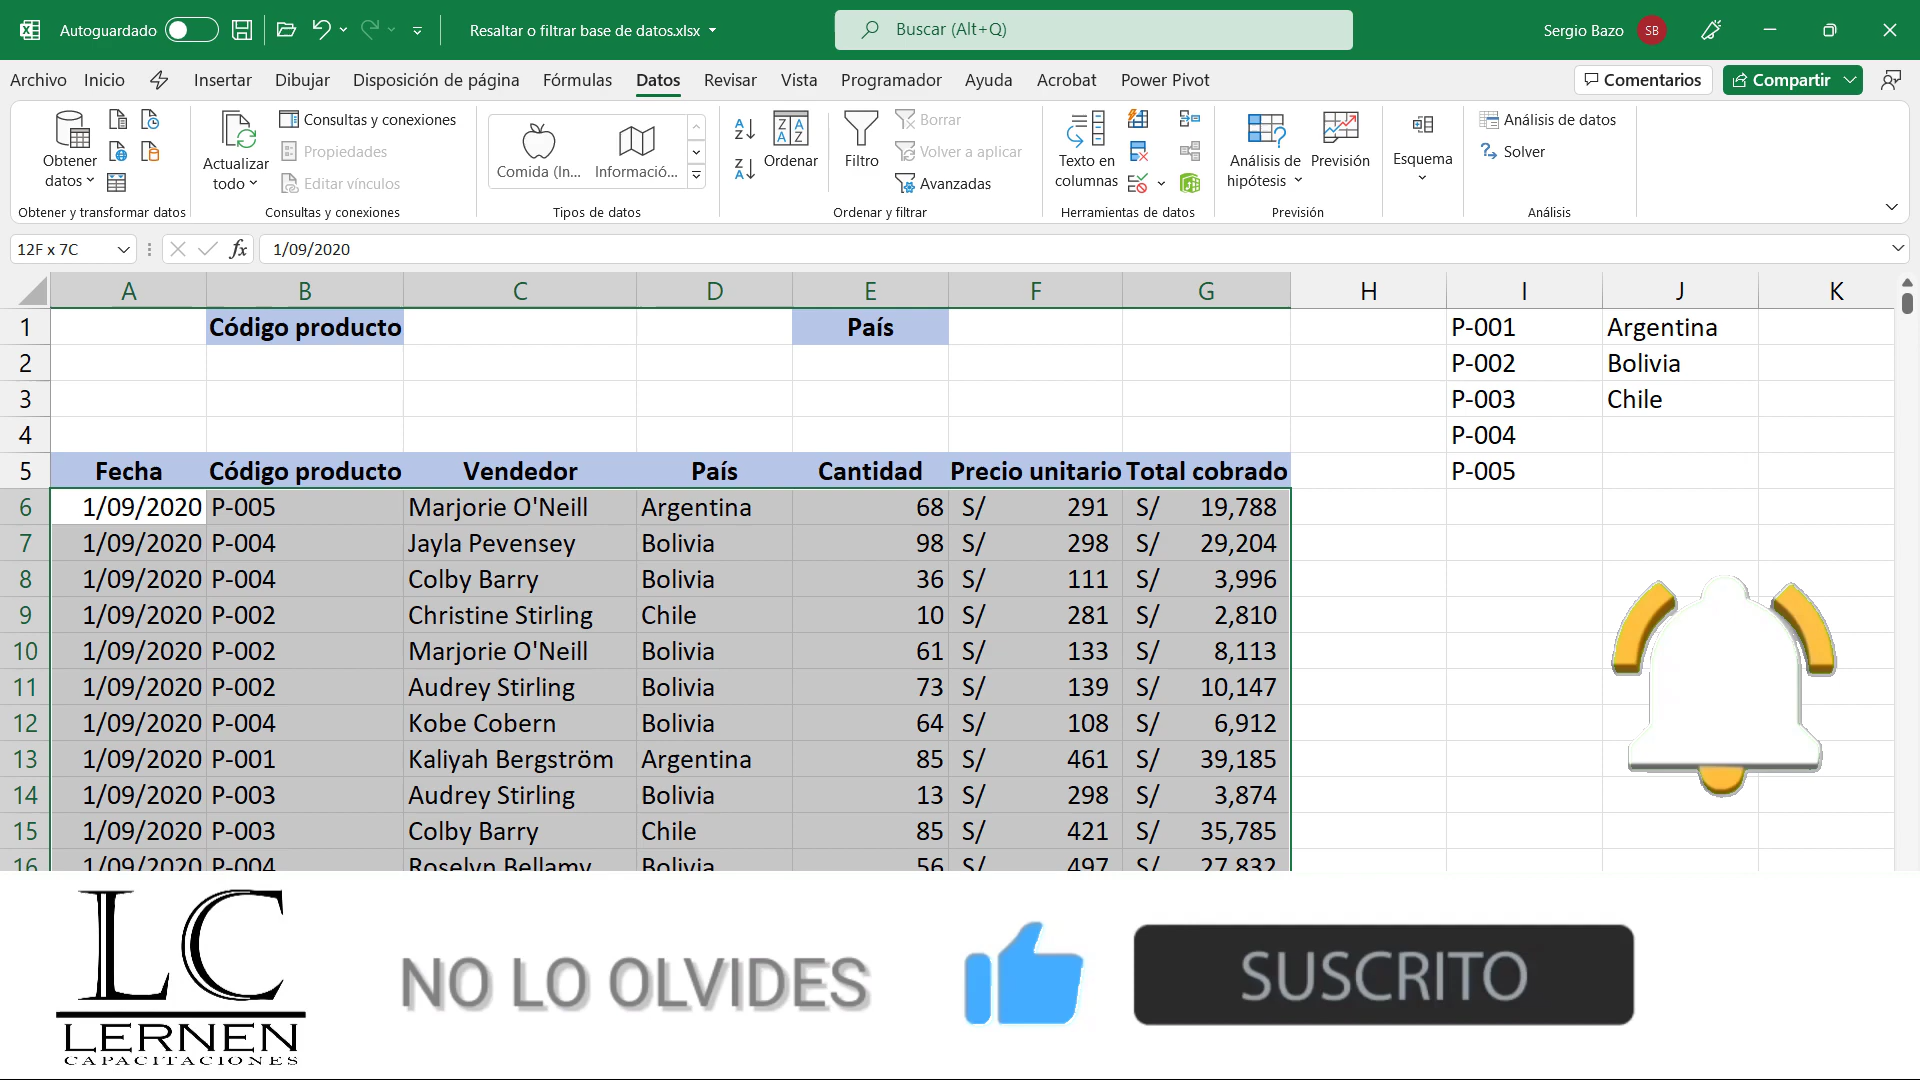 Autoguardado Resaltar o filtrar base de datos.xlsx Buscar (Alt+Q) Sergio Bazo SB
Archivo Inicio Insertar Dibujar Disposición de página Fórmulas Datos Revisar Vista Programador Ayuda Acrobat Power Pivot Comentarios Compartir
Obtener datos
Obtener y transformar datos
Actualizar todo
Consultas y conexiones
Propiedades
Editar vínculos
Consultas y conexiones
Comida (In... Informació...
Tipos de datos
Ordenar
Filtro
Borrar
Volver a aplicar
Avanzadas
Ordenar y filtrar
Texto en columnas
Herramientas de datos
Análisis de hipótesis
Previsión
Previsión
Esquema
Análisis de datos
Solver
Análisis
12F x 7C fx 1/09/2020
A B C D E F G H I J K
1 Código producto País P-001 Argentina
2 P-002 Bolivia
3 P-003 Chile
4 P-004
5 Fecha Código producto Vendedor País Cantidad Precio unitario Total cobrado P-005
6 1/09/2020 P-005 Marjorie O'Neill Argentina 68 S/ 291 S/ 19,788
7 1/09/2020 P-004 Jayla Pevensey Bolivia 98 S/ 298 S/ 29,204
8 1/09/2020 P-004 Colby Barry Bolivia 36 S/ 111 S/ 3,996
9 1/09/2020 P-002 Christine Stirling Chile 10 S/ 281 S/ 2,810
10 1/09/2020 P-002 Marjorie O'Neill Bolivia 61 S/ 133 S/ 8,113
11 1/09/2020 P-002 Audrey Stirling Bolivia 73 S/ 139 S/ 10,147
12 1/09/2020 P-004 Kobe Cobern Bolivia 64 S/ 108 S/ 6,912
13 1/09/2020 P-001 Kaliyah Bergström Argentina 85 S/ 461 S/ 39,185
14 1/09/2020 P-003 Audrey Stirling Bolivia 13 S/ 298 S/ 3,874
15 1/09/2020 P-003 Colby Barry Chile 85 S/ 421 S/ 35,785
16 1/09/2020 P-004 Roselyn Bellamy Bolivia 56 S/ 497 S/ 27,832
LC
LERNEN
CAPACITACIONES
NO LO OLVIDES
SUSCRITO